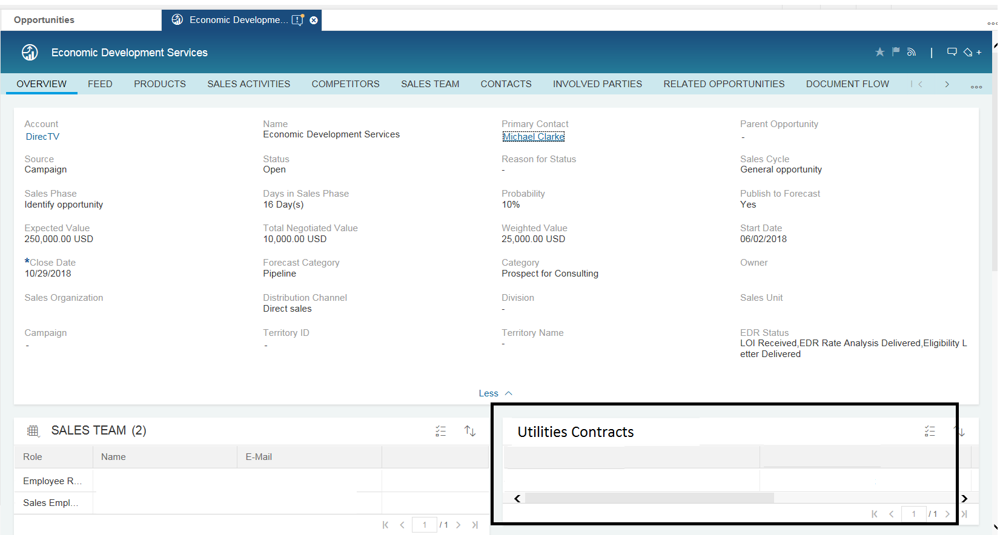 Opportunities
Economic Developme...
Economic Development Services
OVERVIEW FEED PRODUCTS SALES ACTIVITIES COMPETITORS SALES TEAM CONTACTS INVOLVED PARTIES RELATED OPPORTUNITIES DOCUMENT FLOW
Account Name Primary Contact Parent Opportunity
DirecTV Economic Development Services Michael Clarke -
Source Status Reason for Status Sales Cycle
Campaign Open - General opportunity
Sales Phase Days in Sales Phase Probability Publish to Forecast
Identify opportunity 16 Day(s) 10% Yes
Expected Value Total Negotiated Value Weighted Value Start Date
250,000.00 USD 10,000.00 USD 25,000.00 USD 06/02/2018
*Close Date Forecast Category Category Owner
10/29/2018 Pipeline Prospect for Consulting
Sales Organization Distribution Channel Division Sales Unit
Direct sales -
Campaign Territory ID Territory Name EDR Status
- - - LOI Received,EDR Rate Analysis Delivered,Eligibility L
etter Delivered
Less
SALES TEAM (2) Utilities Contracts
Role Name E-Mail
Employee R...
Sales Empl...
1 / 1
1 / 1